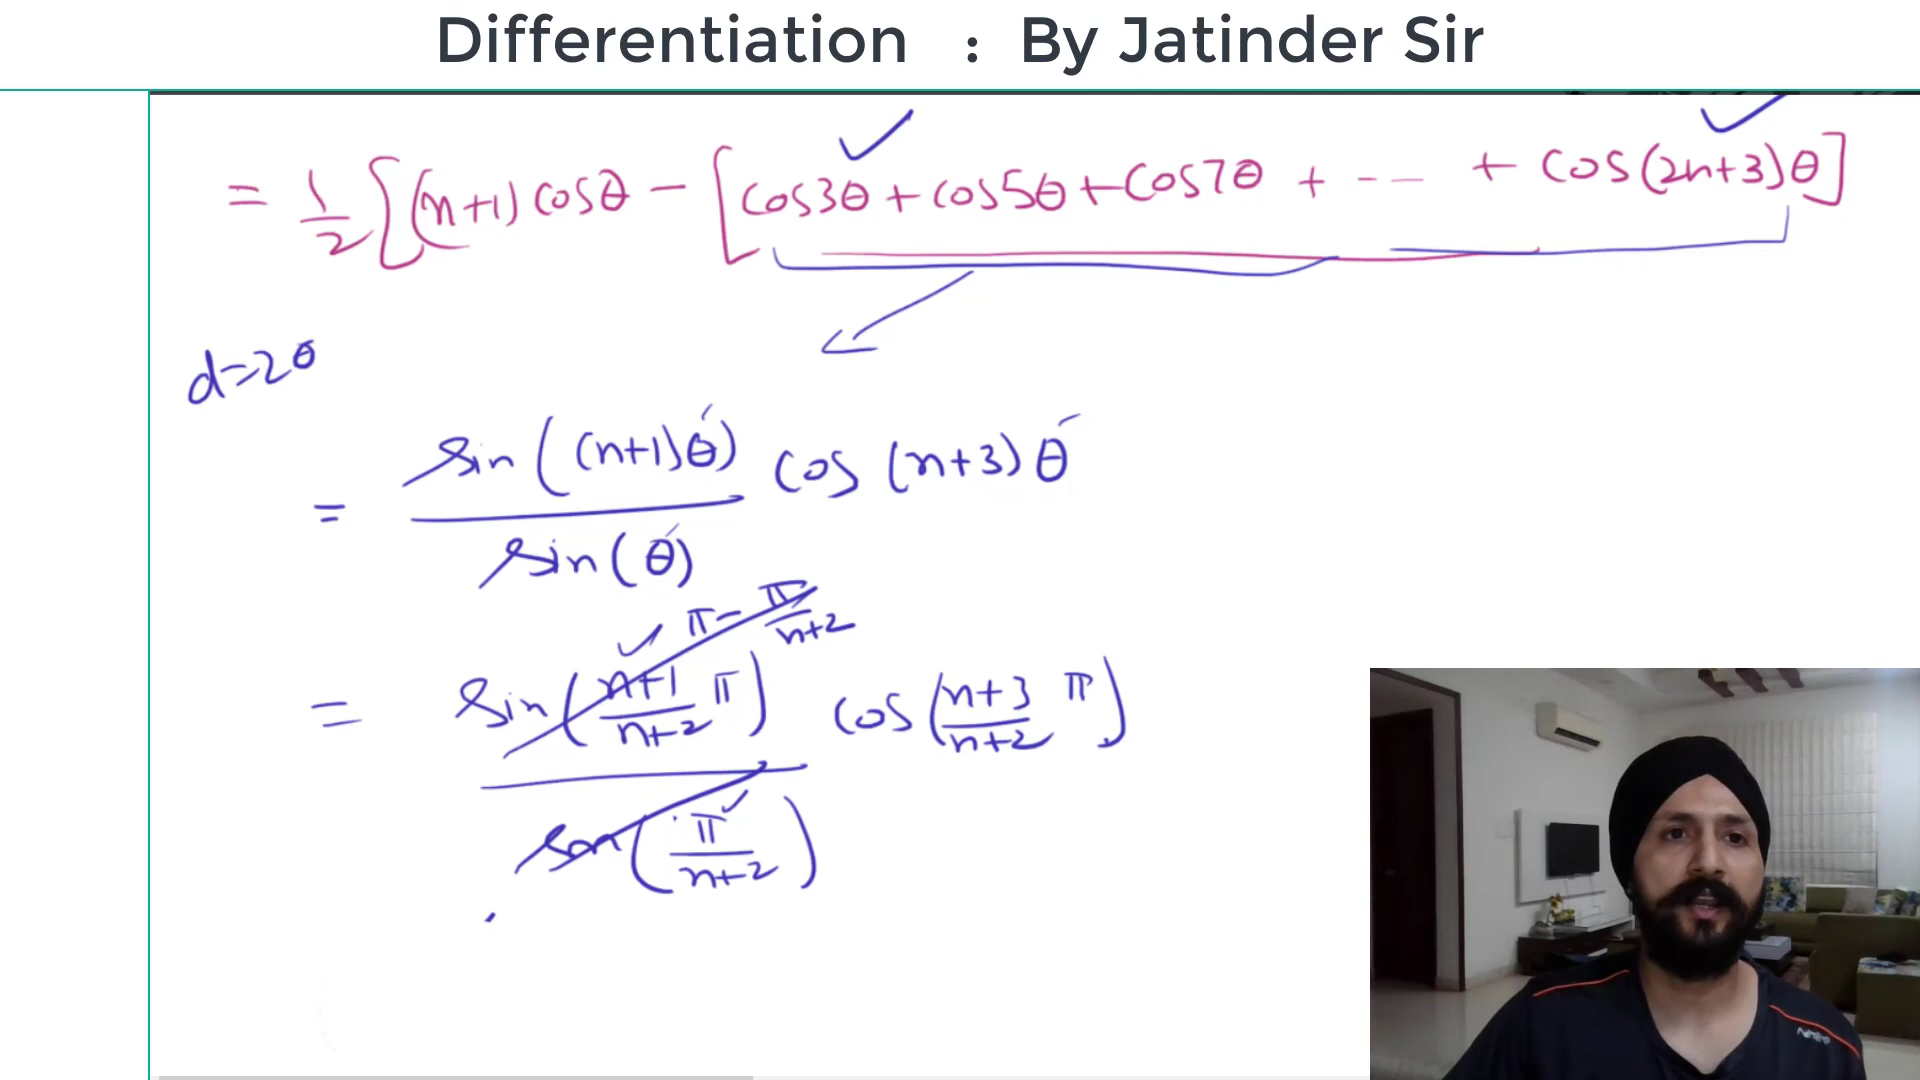 Differentiation : By Jatinder Sir
= 1/2 [(n+1) cosθ − [cos3θ + cos5θ + cos7θ + --- + cos(2n+3)θ]
d=2θ
= sin((n+1)θ) / sin(θ) cos(n+3)θ
π − π/(n+2)
= sin((n+1)/(n+2) π) / sin(π/(n+2)) cos((n+3)/(n+2) π)